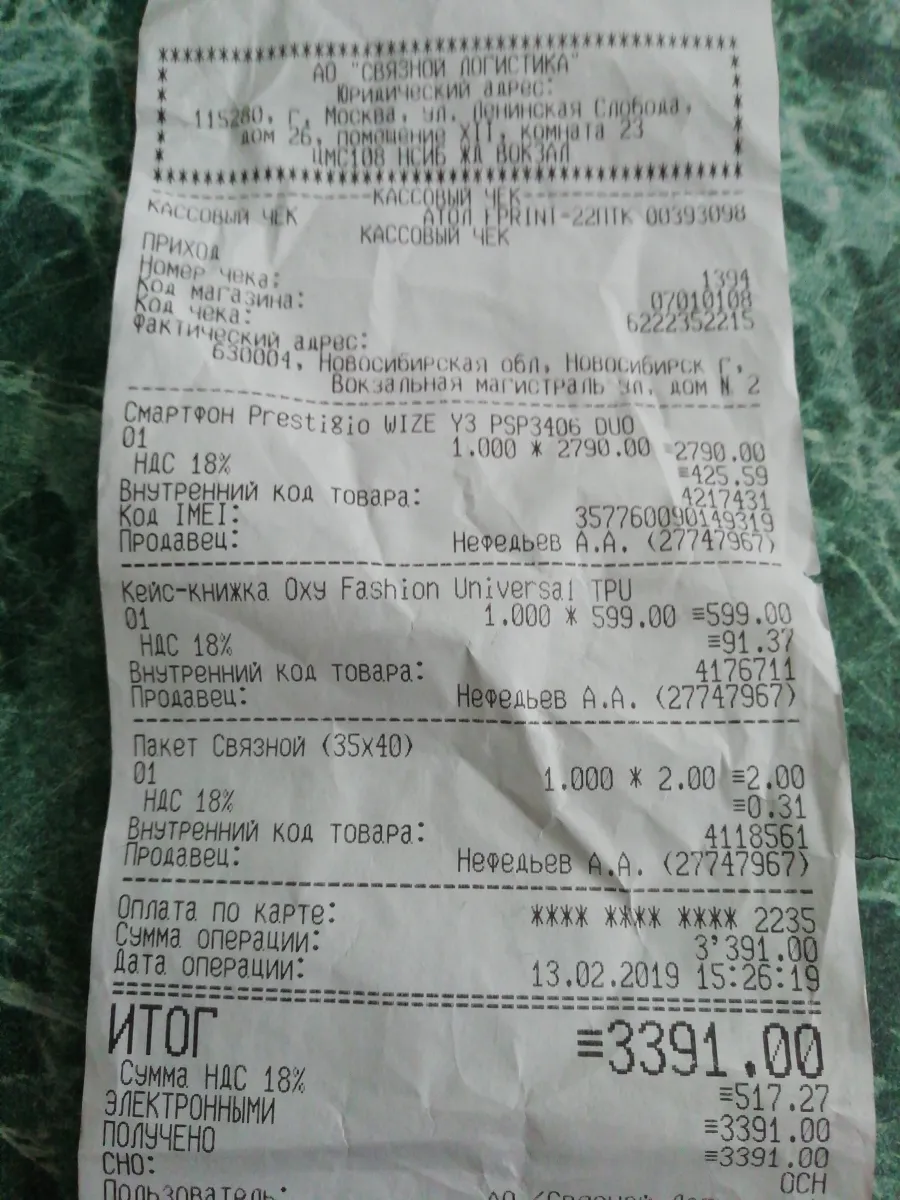 ****************************************
* АО "СВЯЗНОЙ ЛОГИСТИКА" *
* Юридический адрес: *
* 115280, Г. Москва, ул. Ленинская Слобода, *
* дом 26, помощение XII, комната 23 *
* ЦМС108 НСИБ ЖД ВОКЗАЛ *
****************************************
КАССОВЫЙ ЧЕК
КАССОВЫЙ ЧЕК АТОЛ FPRINT-22ПТК 00393098
КАССОВЫЙ ЧЕК
ПРИХОД
Номер чека: 1394
Код магазина: 07010108
Код чека: 6222352215
Фактический адрес:
630004, Новосибирская обл, Новосибирск г,
Вокзальная магистраль ул, дом № 2
Смартфон Prestigio WIZE Y3 PSP3406 DUO
01 1.000 * 2790.00 =2790.00
НДС 18% ≡425.59
Внутренний код товара: 4217431
Код IMEI: 357760090149319
Продавец: Нефедьев А.А. (27747967)
Кейс-книжка Oxy Fashion Universal TPU
01 1.000 * 599.00 ≡599.00
НДС 18% ≡91.37
Внутренний код товара: 4176711
Продавец: Нефедьев А.А. (27747967)
Пакет Связной (35х40)
01 1.000 * 2.00 ≡2.00
НДС 18% ≡0.31
Внутренний код товара: 4118561
Продавец: Нефедьев А.А. (27747967)
Оплата по карте: **** **** **** 2235
Сумма операции: 3'391.00
Дата операции: 13.02.2019 15:26:19
ИТОГ ≡3391.00
Сумма НДС 18% ≡517.27
ЭЛЕКТРОННЫМИ ≡3391.00
ПОЛУЧЕНО ≡3391.00
СНО: ОСН
Пользователь: